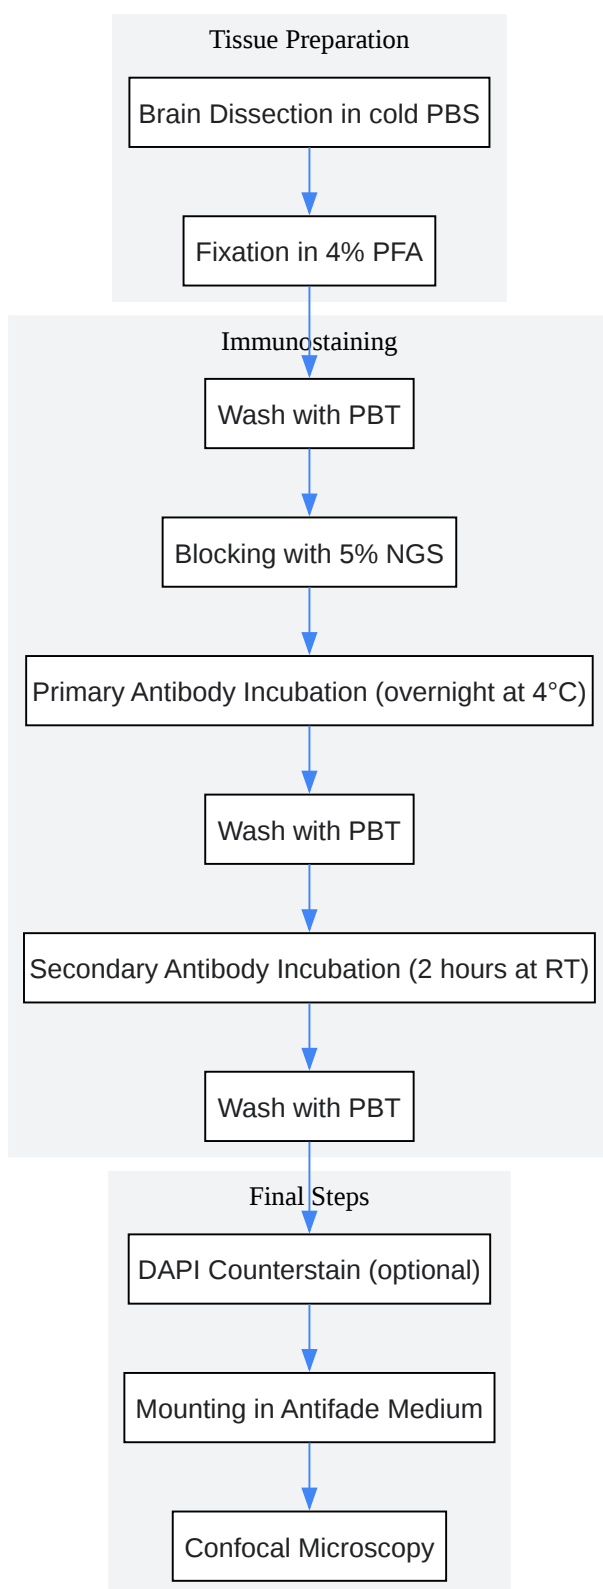 Tissue Preparation
Brain Dissection in cold PBS
Fixation in 4% PFA
Immunostaining
Wash with PBT
Blocking with 5% NGS
Primary Antibody Incubation (overnight at 4°C)
Wash with PBT
Secondary Antibody Incubation (2 hours at RT)
Wash with PBT
Final Steps
DAPI Counterstain (optional)
Mounting in Antifade Medium
Confocal Microscopy